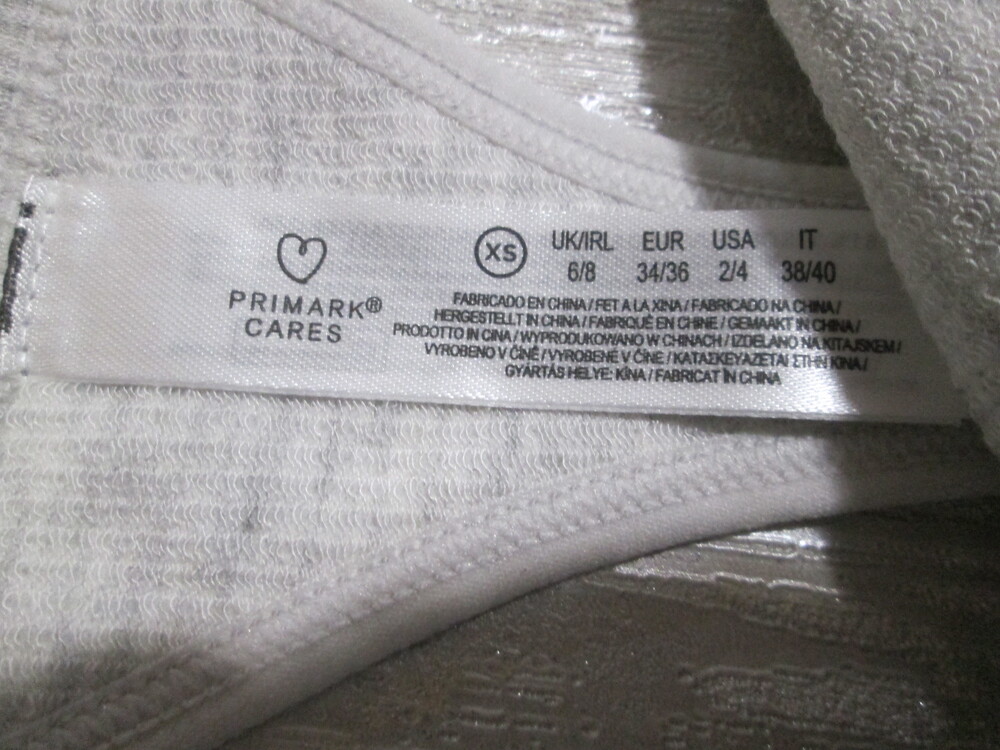 PRIMARK®
CARES
XS
UK/IRL EUR USA IT
6/8 34/36 2/4 38/40
FABRICADO EN CHINA / FET A LA XINA / FABRICADO NA CHINA /
HERGESTELLT IN CHINA / FABRIQUÉ EN CHINE / GEMAAKT IN CHINA /
PRODOTTO IN CINA / WYPRODUKOWANO W CHINACH / IZDELANO NA KITAJSKEM /
VYROBENO V ČÍNĚ / VYROBENÉ V ČÍNE / ΚΑΤΑΣΚΕΥΑΖΕΤΑΙ ΣΤΗΝ ΚΙΝΑ /
GYÁRTÁS HELYE: KÍNA / FABRICAT ÎN CHINA